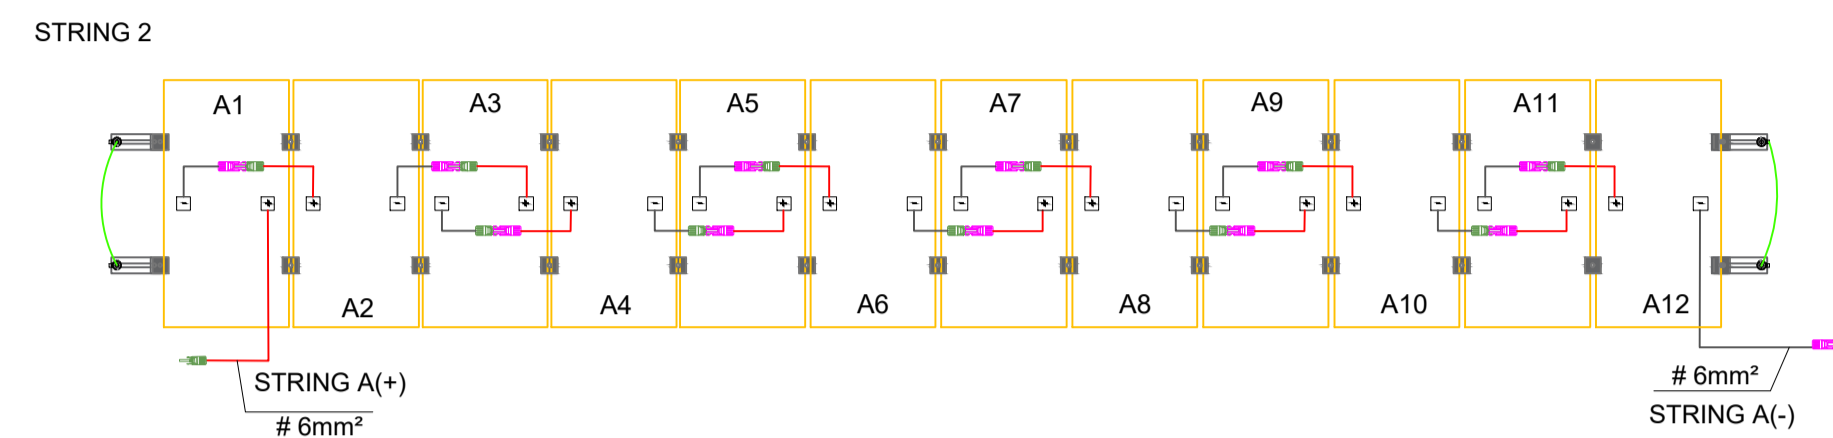 STRING 2
A1
A3
A5
A7
A9
A11
- + + - - + + - - + + - - + + - - + + - - + + -
A2
A4
A6
A8
A10
A12
STRING A(+)
# 6mm²
# 6mm²
STRING A(-)